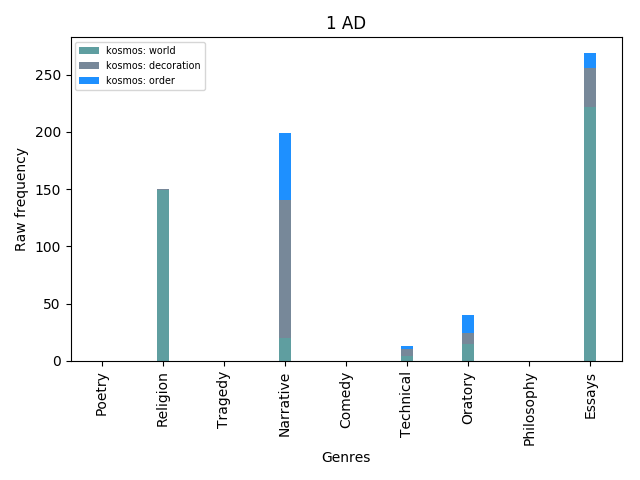 1 AD
kosmos: world
kosmos: decoration
kosmos: order
Raw frequency
250
200
150
100
50
0
Poetry
Religion
Tragedy
Narrative
Comedy
Technical
Oratory
Philosophy
Essays
Genres